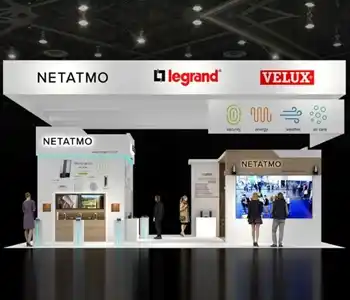 NETATMO legrand VELUX
security energy weather air care
NETATMO
NETATMO